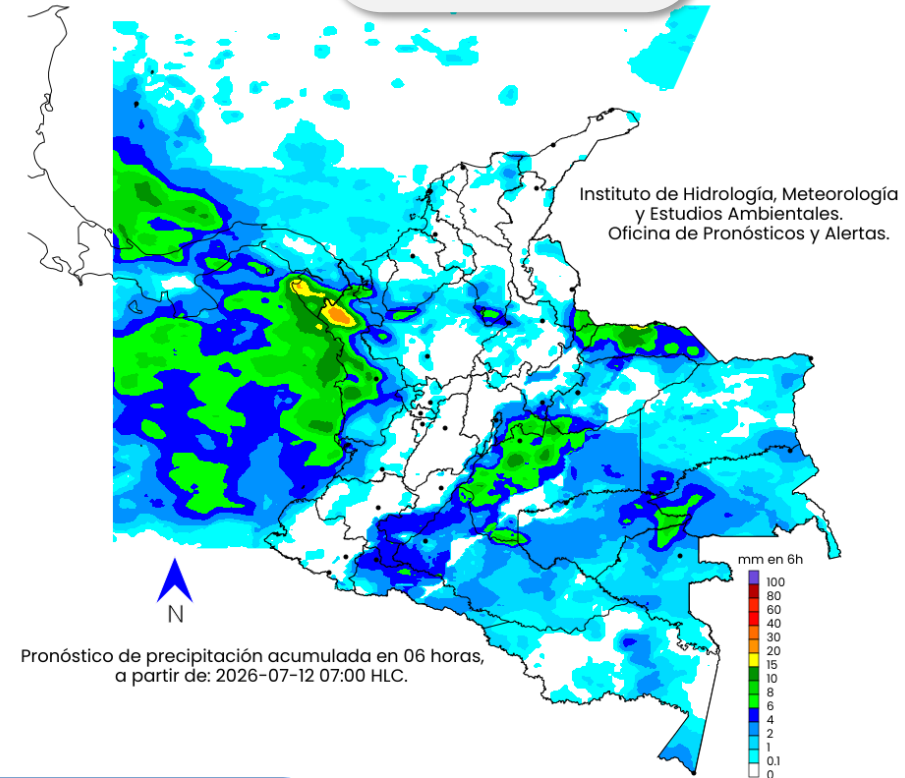 Instituto de Hidrología, Meteorología
y Estudios Ambientales.
Oficina de Pronósticos y Alertas.
mm en 6h
100
80
60
40
30
20
15
10
8
6
4
2
1
0.1
0
N
Pronóstico de precipitación acumulada en 06 horas,
a partir de: 2026-07-12 07:00 HLC.